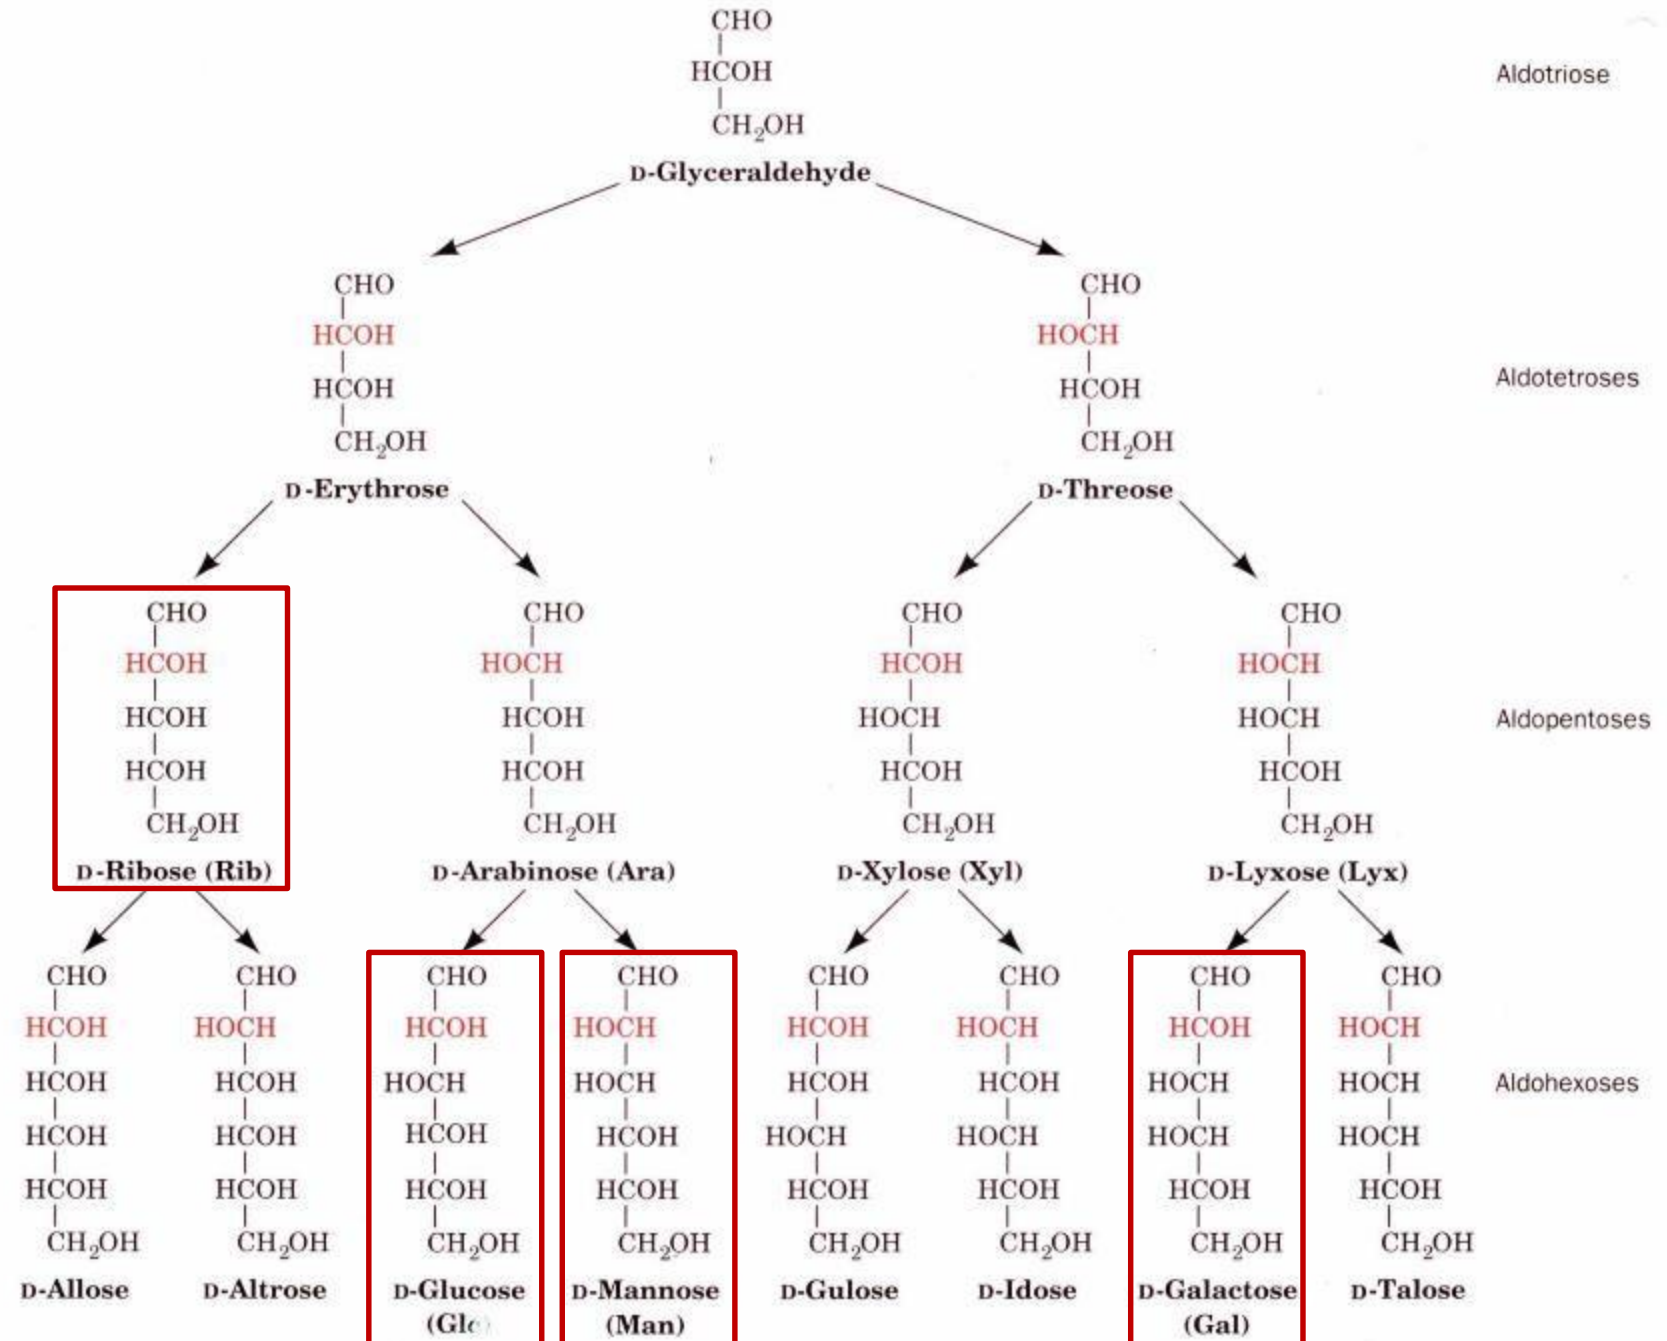 CHO
HCOH
CH₂OH
Aldotriose
D-Glyceraldehyde
CHO CHO
HCOH HOCH
HCOH HCOH
CH₂OH CH₂OH
Aldotetroses
D-Erythrose D-Threose
CHO CHO CHO CHO
HCOH HOCH HCOH HOCH
HCOH HCOH HOCH HOCH
Aldopentoses
HCOH HCOH HCOH HCOH
CH₂OH CH₂OH CH₂OH CH₂OH
D-Ribose (Rib) D-Arabinose (Ara) D-Xylose (Xyl) D-Lyxose (Lyx)
CHO CHO CHO CHO CHO CHO CHO CHO
HCOH HOCH HCOH HOCH HCOH HOCH HCOH HOCH
HCOH HCOH HOCH HOCH HCOH HCOH HOCH HOCH
Aldohexoses
HCOH HCOH HCOH HCOH HOCH HOCH HOCH HOCH
HCOH HCOH HCOH HCOH HCOH HCOH HCOH HCOH
CH₂OH CH₂OH CH₂OH CH₂OH CH₂OH CH₂OH CH₂OH CH₂OH
D-Allose D-Altrose D-Glucose D-Mannose D-Gulose D-Idose D-Galactose D-Talose
(Glc) (Man) (Gal)